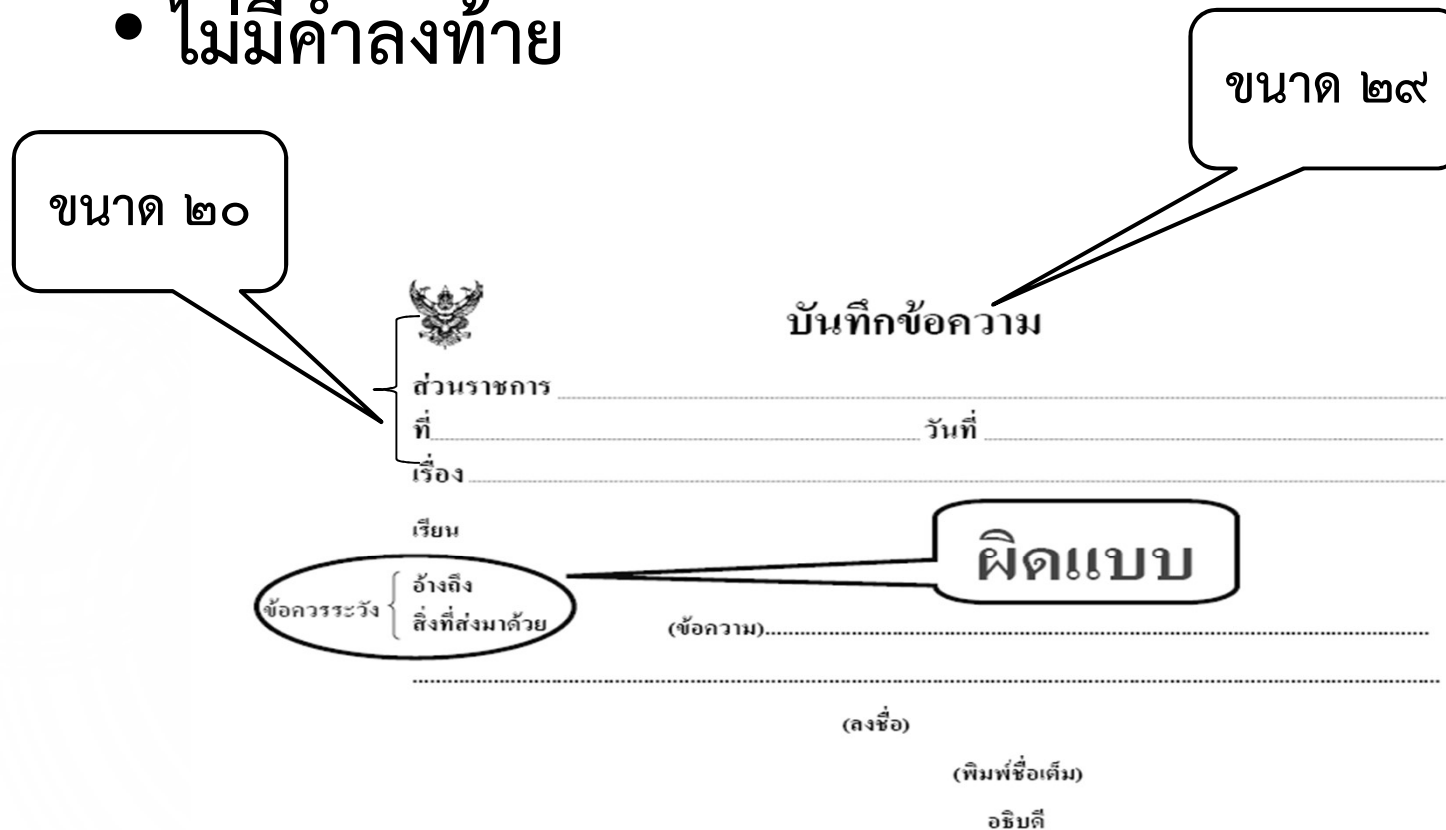 • ไม่มีคำลงท้าย
ขนาด ๒๙
ขนาด ๒๐
บันทึกข้อความ
ส่วนราชการ
ที่ วันที่
เรื่อง
เรียน
ผิดแบบ
ข้อควรระวัง { อ้างถึง
สิ่งที่ส่งมาด้วย
(ข้อความ)
(ลงชื่อ)
(พิมพ์ชื่อเต็ม)
อธิบดี